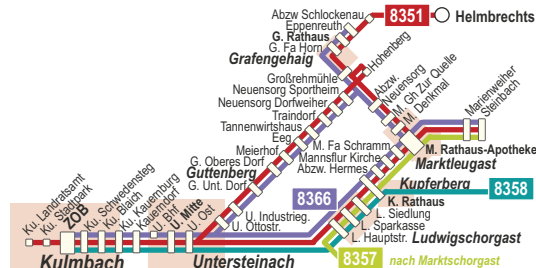 Abzw Schlockenau
Eppenreuth
G. Rathaus
G. Fa Horn
Grafengehaig
8351
Helmbrechts
Hohenberg
Großrehmühle
Neuensorg Sportheim
Neuensorg Dorfweiher
Traindorf
Tannenwirtshaus
Eeg
Meierhof
G. Oberes Dorf
Guttenberg
G. Unt. Dorf
Abzw.
Neuensorg
M. Gh Zur Quelle
M. Denkmal
Marienweiher
Steinbach
M. Rathaus-Apotheke
Marktleugast
M. Fa Schramm
Mannsflur Kirche
Abzw. Hermes
Kupferberg
8358
K. Rathaus
8366
L. Siedlung
L. Sparkasse
L. Hauptstr.
Ludwigschorgast
8357
nach Marktschorgast
U. Industrieg.
U. Ottostr.
Ku. Landratsamt
Ku. Stadtpark
ZOB
Ku. Schwedensteg
Ku. Blaich
Ku. Kauernburg
Kauerndorf
U. Bhf
U. Mitte
U. Ost
Kulmbach
Untersteinach